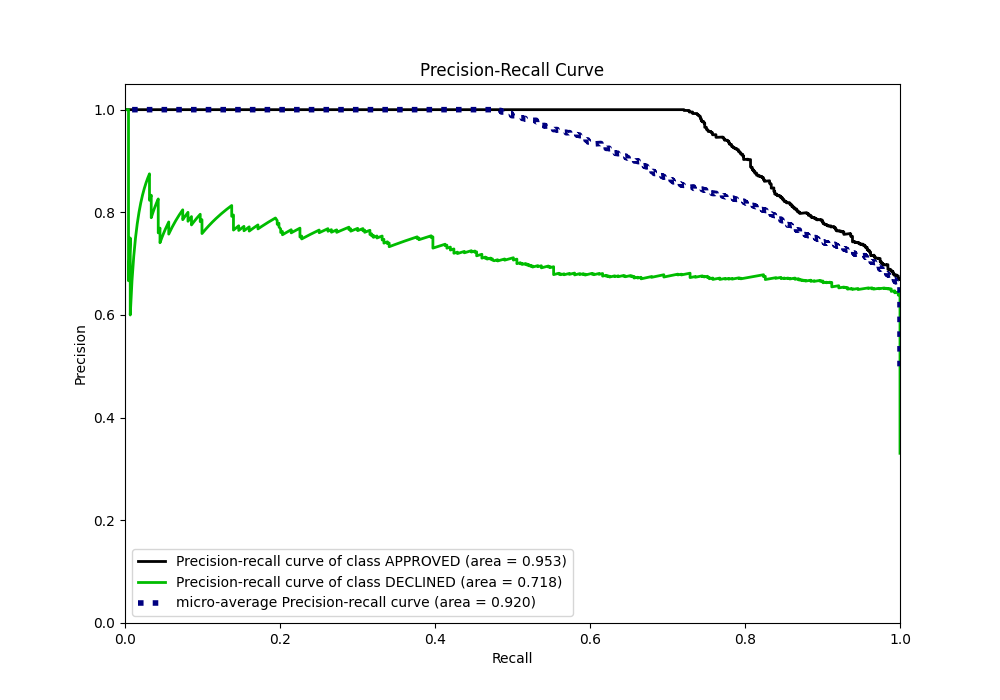 Precision-Recall Curve
1.0
0.8
0.6
0.4
0.2
0.0
Precision
Precision-recall curve of class APPROVED (area = 0.953)
Precision-recall curve of class DECLINED (area = 0.718)
micro-average Precision-recall curve (area = 0.920)
0.0 0.2 0.4 0.6 0.8 1.0
Recall